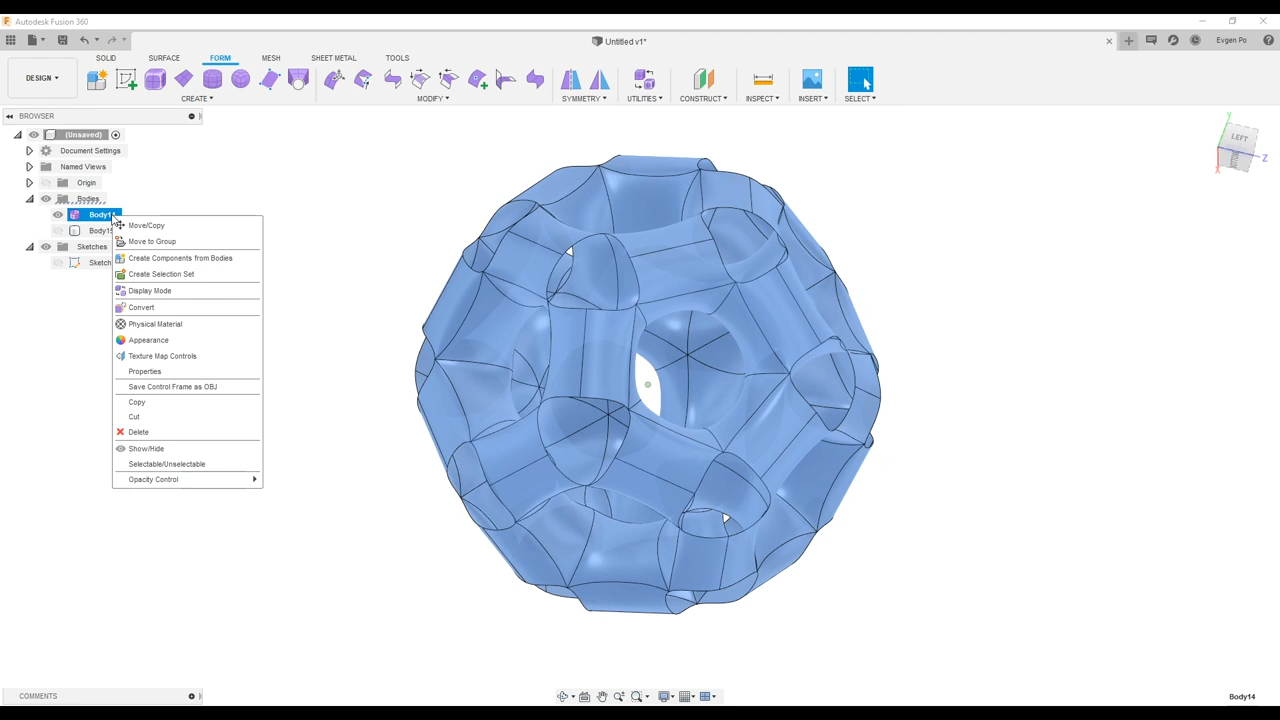 Autodesk Fusion 360
Untitled v1*
Evgen Po
DESIGN
SOLID
SURFACE
FORM
MESH
SHEET METAL
TOOLS
CREATE
MODIFY
SYMMETRY
UTILITIES
CONSTRUCT
INSPECT
INSERT
SELECT
BROWSER
(Unsaved)
Document Settings
Named Views
Origin
Bodies
Body14
Body15
Sketches
Sketch
Move/Copy
Move to Group
Create Components from Bodies
Create Selection Set
Display Mode
Convert
Physical Material
Appearance
Texture Map Controls
Properties
Save Control Frame as OBJ
Copy
Cut
Delete
Show/Hide
Selectable/Unselectable
Opacity Control
Y
LEFT
Z
X
COMMENTS
Body14